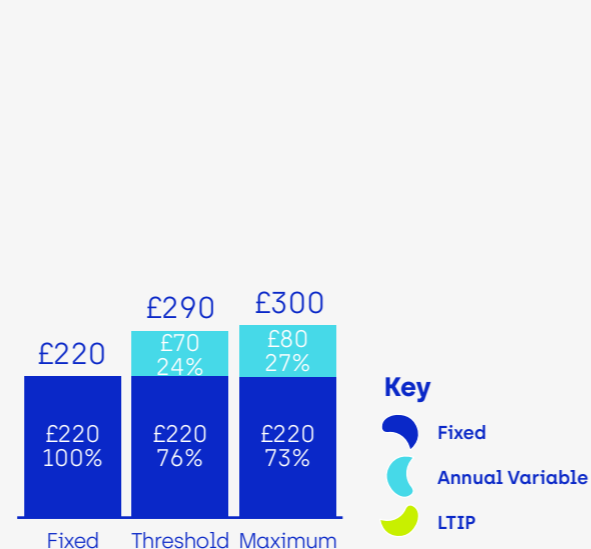 £220
£290
£300
£70
24%
£80
27%
£220
100%
£220
76%
£220
73%
Fixed
Threshold
Maximum
Key
Fixed
Annual Variable
LTIP